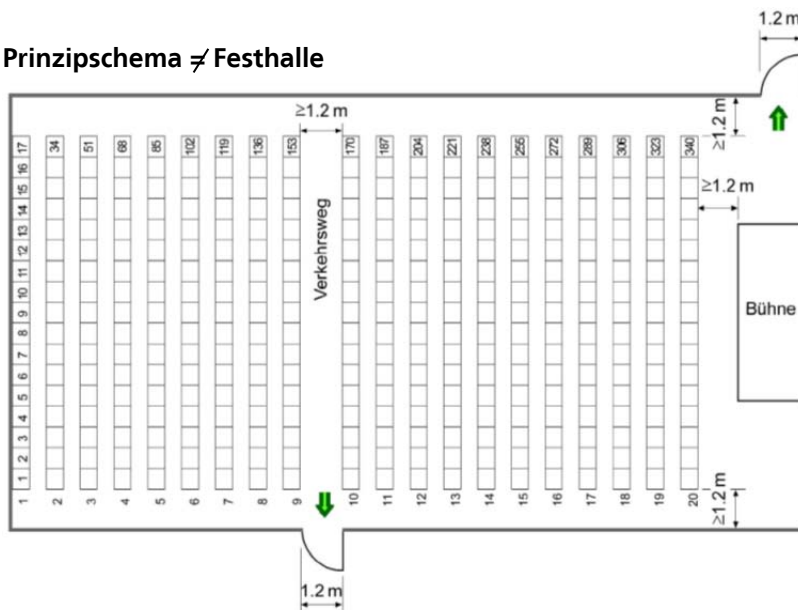 1.2 m
Prinzipschema ≠ Festhalle
≥1.2 m
≥1.2 m
17 34 51 68 85 102 119 136 153 170 187 204 221 238 255 272 289 306 323 340
16
15
14
13
12
11
10
9
8
7
6
5
4
3
2
1
Verkehrsweg
≥1.2 m
Bühne
≥1.2 m
1 2 3 4 5 6 7 8 9 10 11 12 13 14 15 16 17 18 19 20
1.2 m